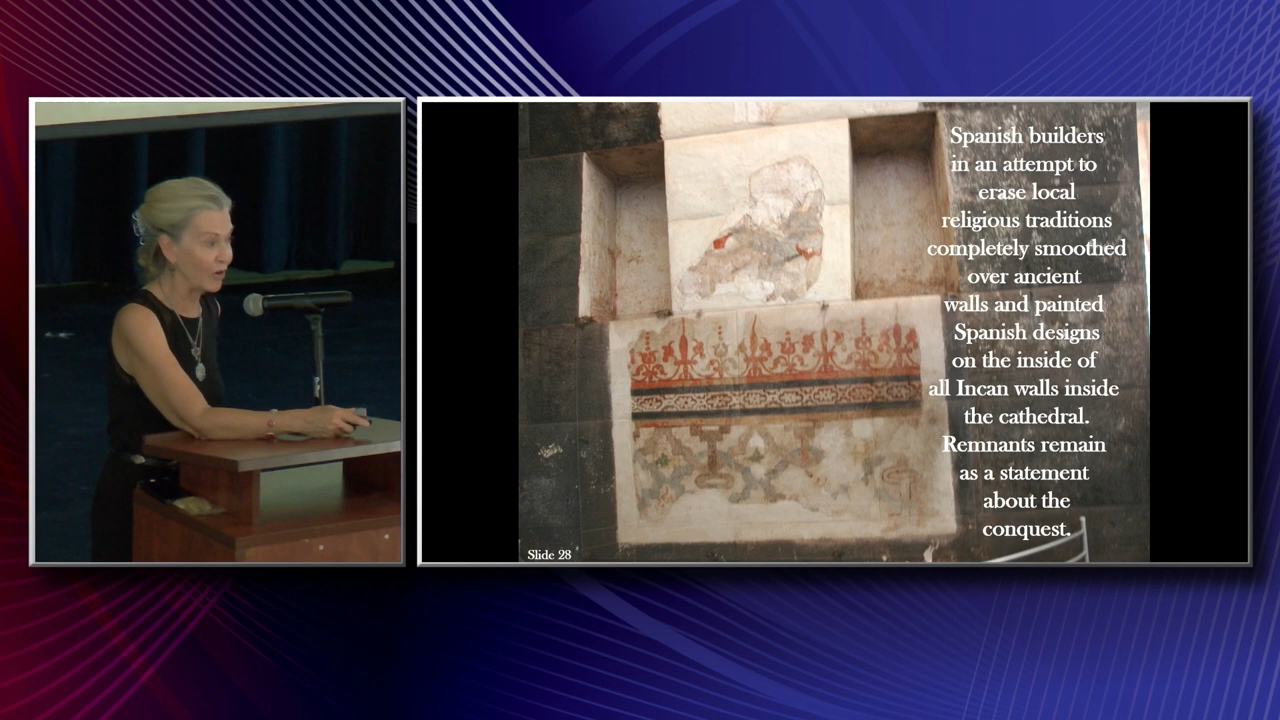 Spanish builders
in an attempt to
erase local
religious traditions
completely smoothed
over ancient
walls and painted
Spanish designs
on the inside of
all Incan walls inside
the cathedral.
Remnants remain
as a statement
about the
conquest.
Slide 28